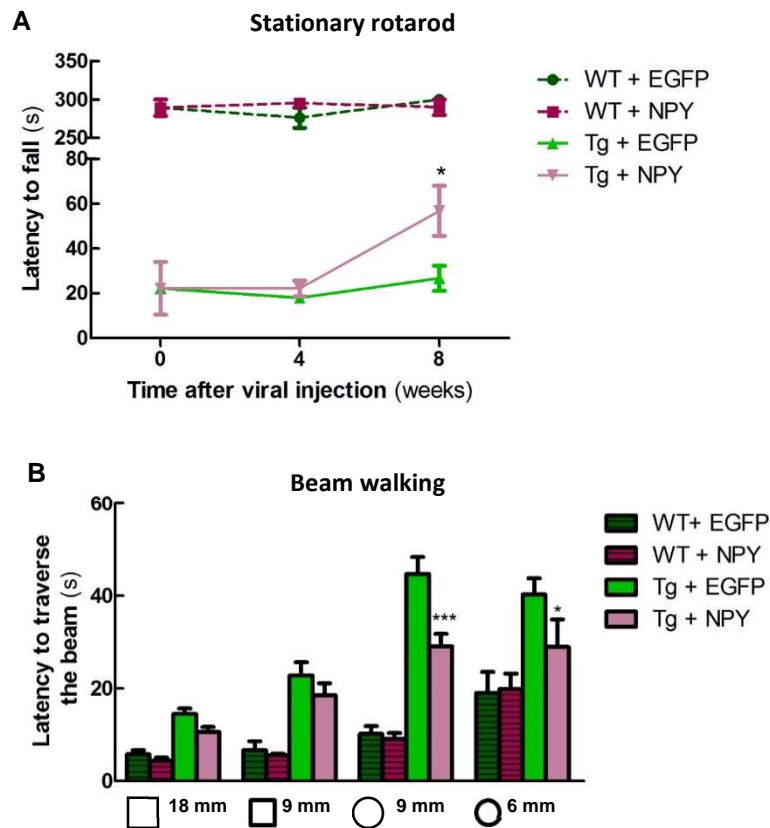 A
Stationary rotarod
Latency to fall (s)
350
300
250
80
60
40
20
0
*
0
4
8
Time after viral injection (weeks)
WT + EGFP
WT + NPY
Tg + EGFP
Tg + NPY
B
Beam walking
Latency to traverse
the beam (s)
60
40
20
0
***
*
18 mm
9 mm
9 mm
6 mm
WT+ EGFP
WT + NPY
Tg + EGFP
Tg + NPY